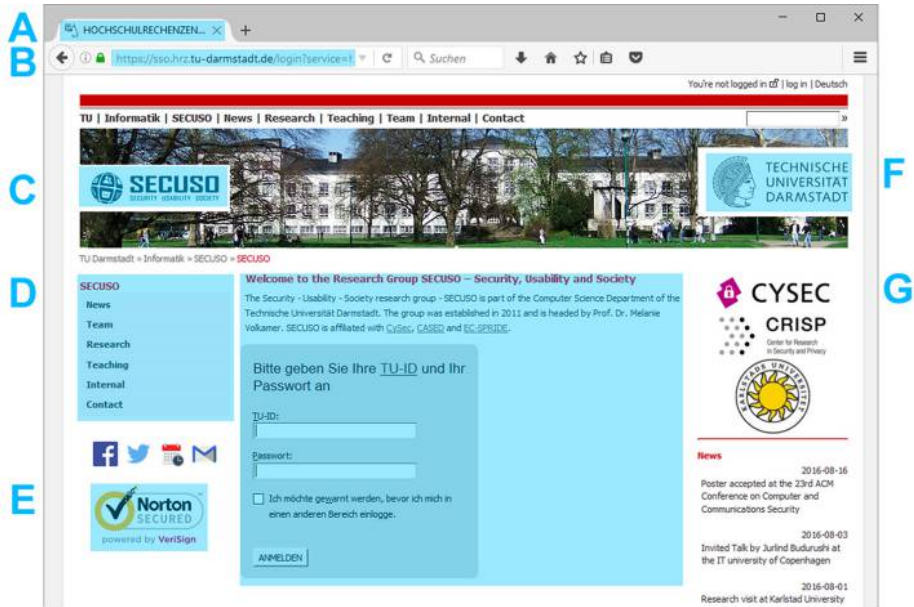 A
HOCHSCHULRECHENZEN...
B
https://sso.hrz.tu-darmstadt.de/login?service=
Suchen
You're not logged in | log in | Deutsch
TU | Informatik | SECUSO | News | Research | Teaching | Team | Internal | Contact
»
C
SECUSO
SECURITY USABILITY SOCIETY
TECHNISCHE
UNIVERSITÄT
DARMSTADT
F
TU Darmstadt » Informatik » SECUSO » SECUSO
D
SECUSO
News
Team
Research
Teaching
Internal
Contact
Welcome to the Research Group SECUSO – Security, Usability and Society
The Security - Usability - Society research group - SECUSO is part of the Computer Science Department of the
Technische Universität Darmstadt. The group was established in 2011 and is headed by Prof. Dr. Melanie
Volkamer. SECUSO is affiliated with CySec, CASED and EC-SPRIDE.
Bitte geben Sie Ihre TU-ID und Ihr
Passwort an
TU-ID:
Passwort:
Ich möchte gewarnt werden, bevor ich mich in
einen anderen Bereich einlogge.
ANMELDEN
E
Norton
SECURED
powered by VeriSign
G
CYSEC
CRISP
Center for Research
in Security and Privacy
KARLSTADS UNIVERSITET
News
2016-08-16
Poster accepted at the 23rd ACM
Conference on Computer and
Communications Security
2016-08-03
Invited Talk by Jurlind Budurushi at
the IT university of Copenhagen
2016-08-01
Research visit at Karlstad University